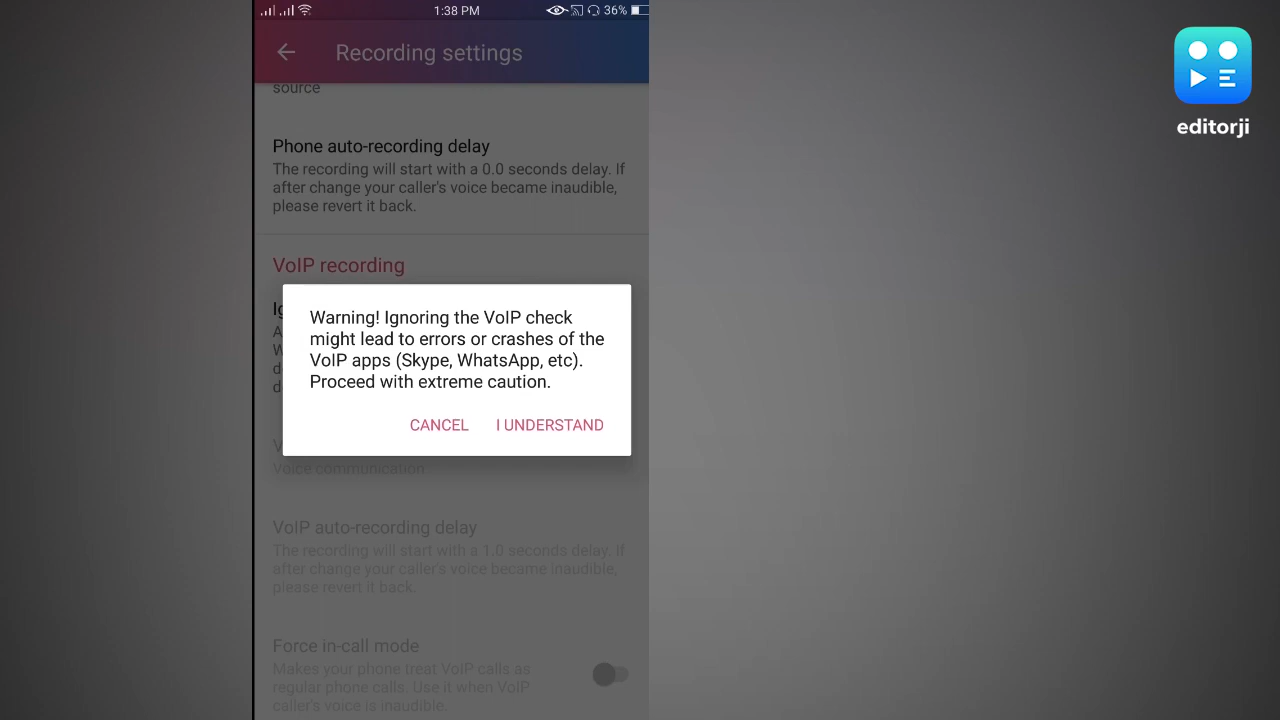 1:38 PM
36%
Recording settings
source
Phone auto-recording delay
The recording will start with a 0.0 seconds delay. If
after change your caller's voice became inaudible,
please revert it back.
VoIP recording
Warning! Ignoring the VoIP check
might lead to errors or crashes of the
VoIP apps (Skype, WhatsApp, etc).
Proceed with extreme caution.
CANCEL I UNDERSTAND
Voice communication.
VoIP auto-recording delay
The recording will start with a 1.0 seconds delay. If
after change your caller's voice became inaudible,
please revert it back.
Force in-call mode
Makes your phone treat VoIP calls as
regular phone calls. Use it when VoIP
caller's voice is inaudible.
editorji